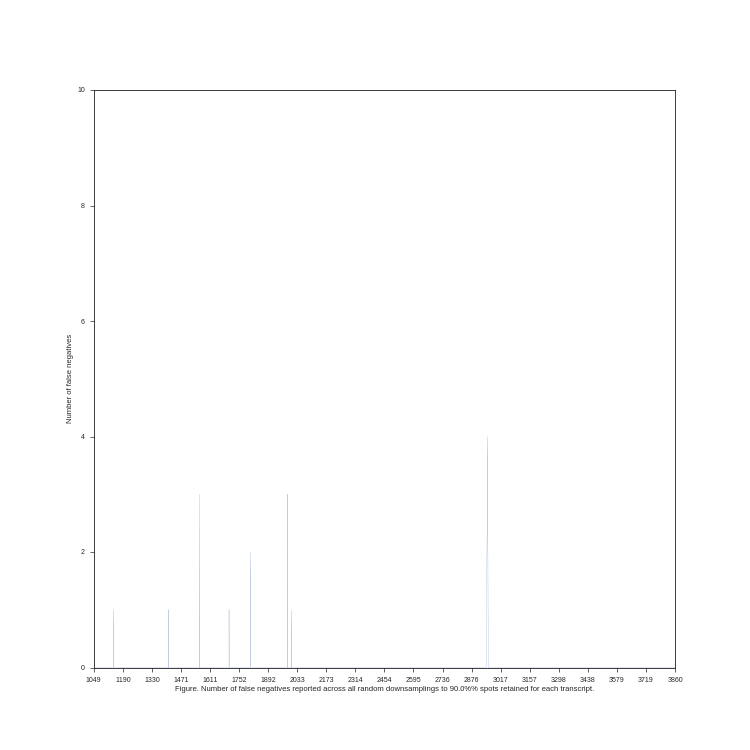 10
8
6
4
2
0
Number of false negatives
1049 1190 1330 1471 1611 1752 1892 2033 2173 2314 2454 2595 2736 2876 3017 3157 3298 3438 3579 3719 3860
Figure. Number of false negatives reported across all random downsamplings to 90.0%% spots retained for each transcript.